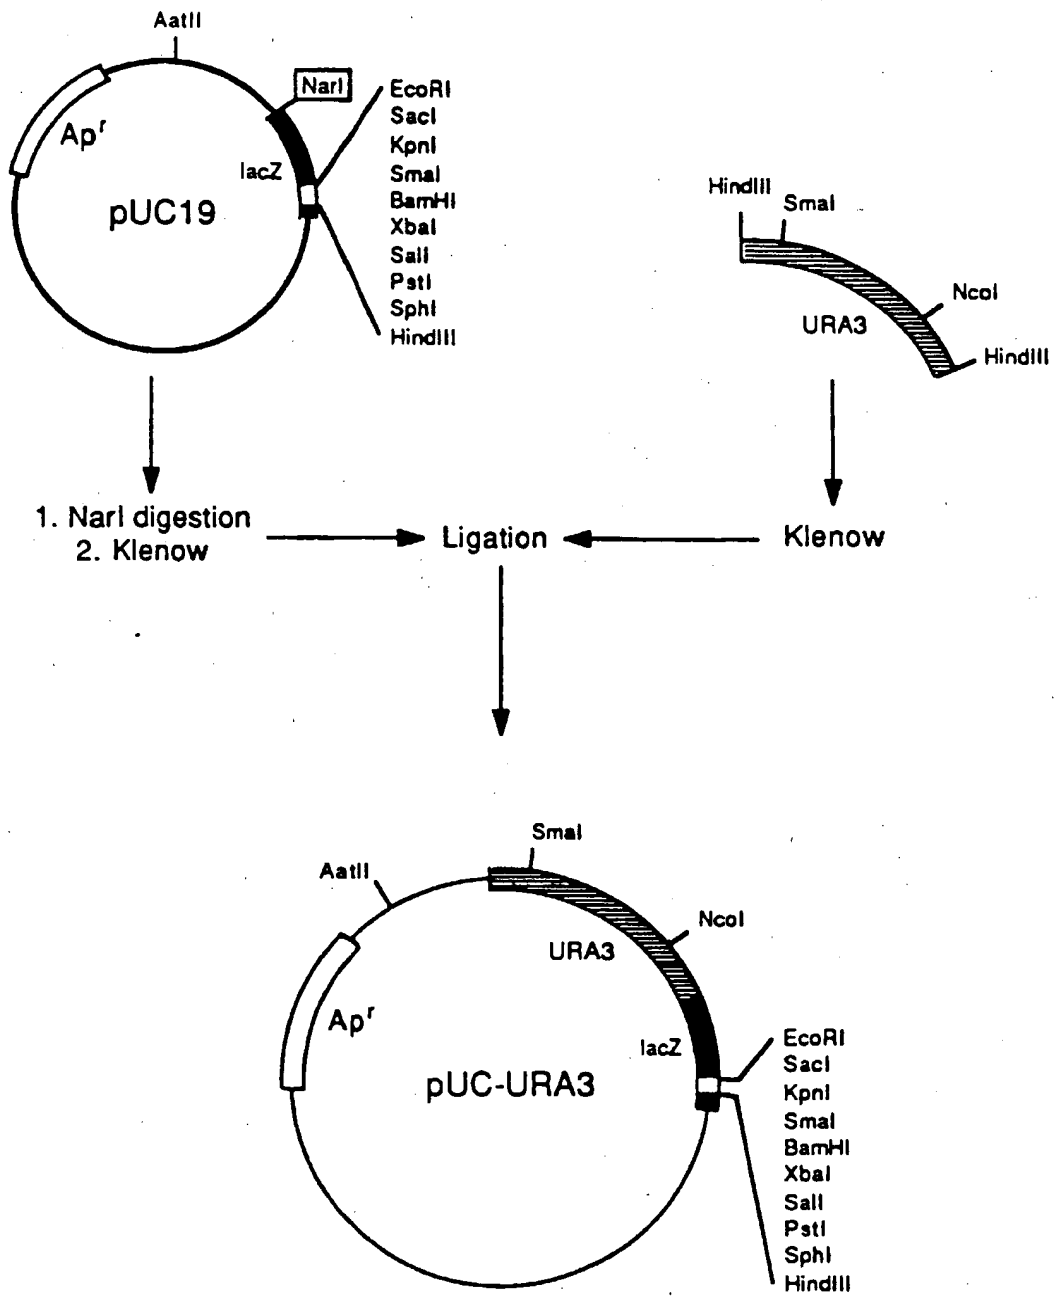 AatII
NarI
Apʳ
lacZ
pUC19
EcoRI
SacI
KpnI
SmaI
BamHI
XbaI
SalI
PstI
SphI
HindIII
HindIII
SmaI
NcoI
URA3
HindIII
1. NarI digestion
2. Klenow
Ligation
Klenow
SmaI
AatII
NcoI
URA3
Apʳ
lacZ
pUC-URA3
EcoRI
SacI
KpnI
SmaI
BamHI
XbaI
SalI
PstI
SphI
HindIII